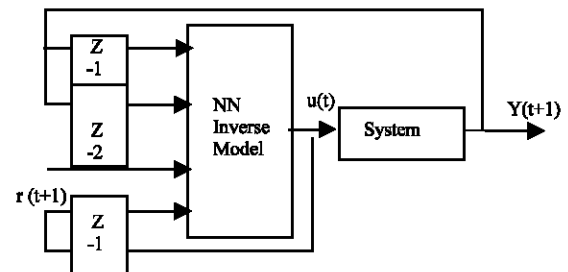 Z
-1
Z
-2
r (t+1)
Z
-1
NN
Inverse
Model
u(t)
System
Y(t+1)